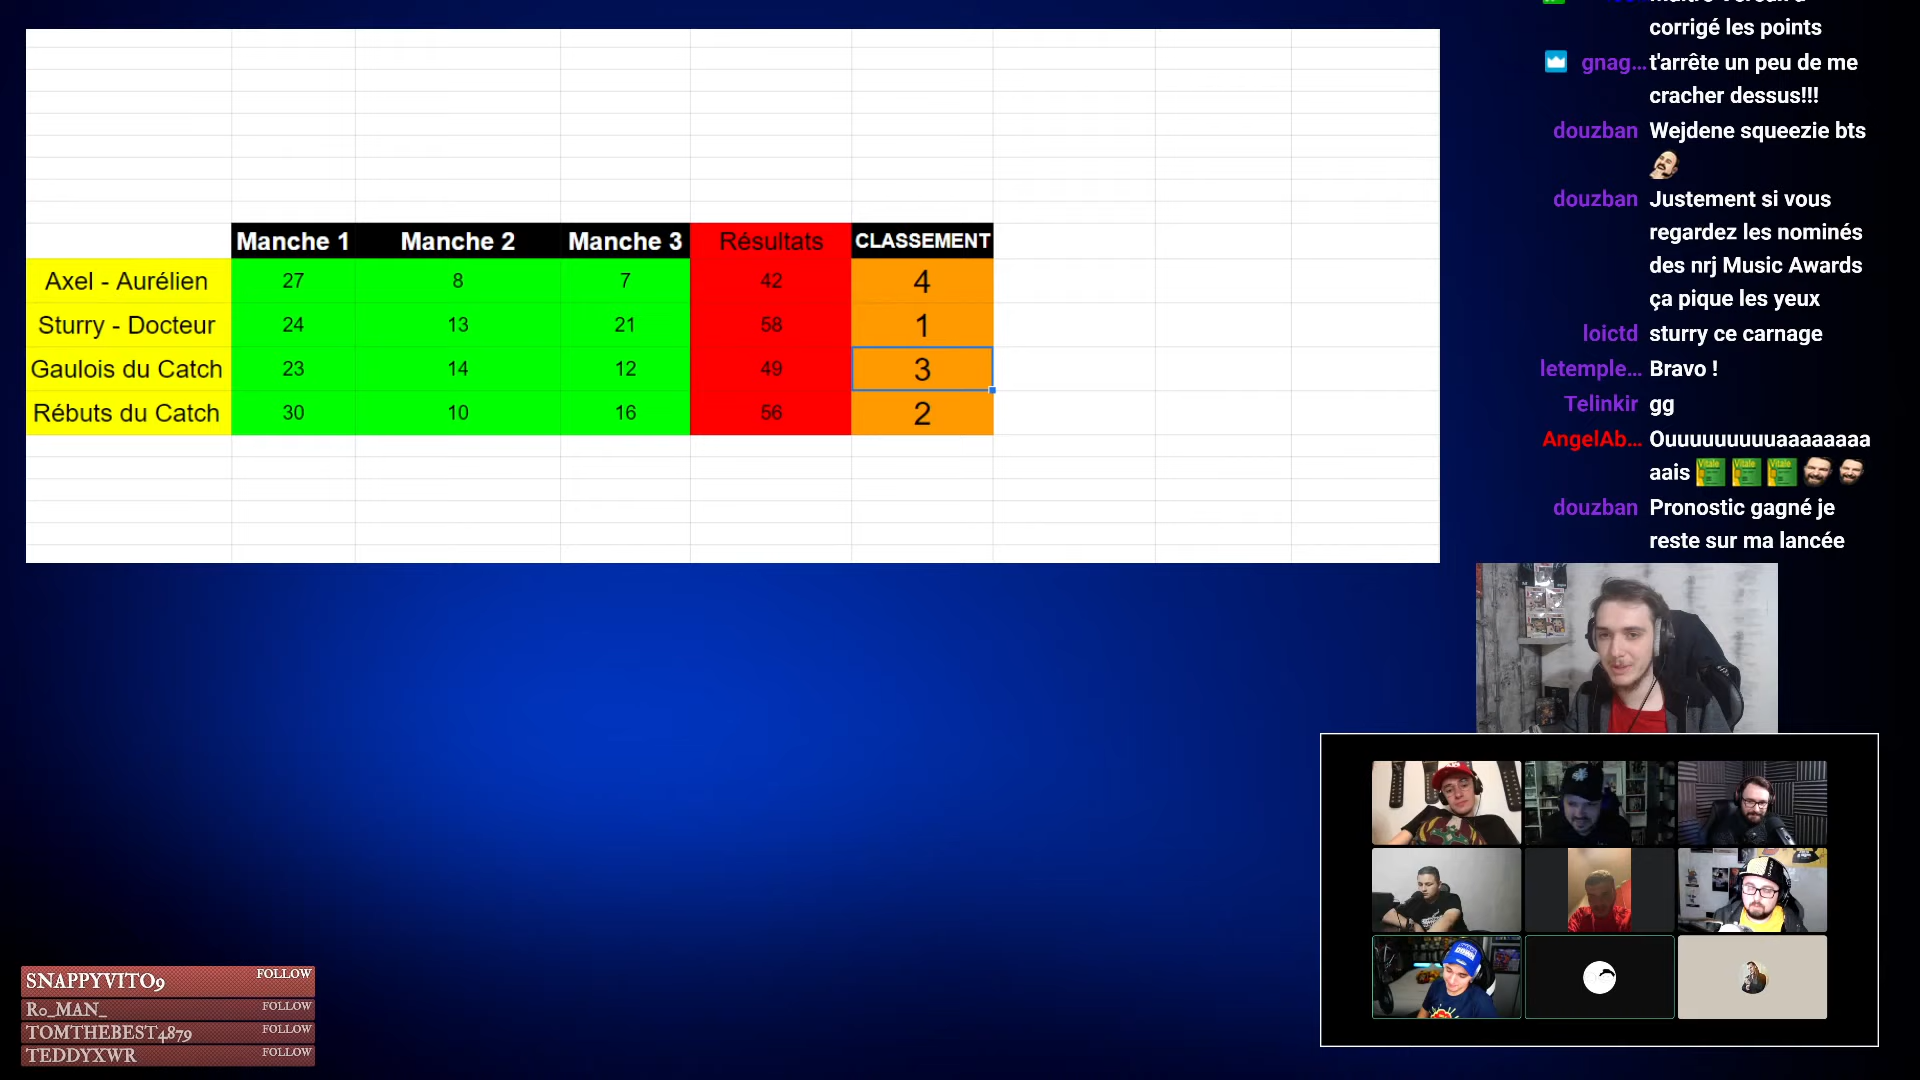 Manche 1 Manche 2 Manche 3 Résultats CLASSEMENT
Axel - Aurélien 27 8 7 42 4
Sturry - Docteur 24 13 21 58 1
Gaulois du Catch 23 14 12 49 3
Rébuts du Catch 30 10 16 56 2
corrigé les points
gnag… t'arrête un peu de me
cracher dessus!!!
douzban Wejdene squeezie bts
douzban Justement si vous
regardez les nominés
des nrj Music Awards
ça pique les yeux
loictd sturry ce carnage
letemple… Bravo !
Telinkir gg
AngelAb… Ouuuuuuuuuaaaaaaaa
aais
douzban Pronostic gagné je
reste sur ma lancée
SNAPPYVITO9 FOLLOW
R0_MAN_ FOLLOW
TOMTHEBEST4879 FOLLOW
TEDDYXWR FOLLOW